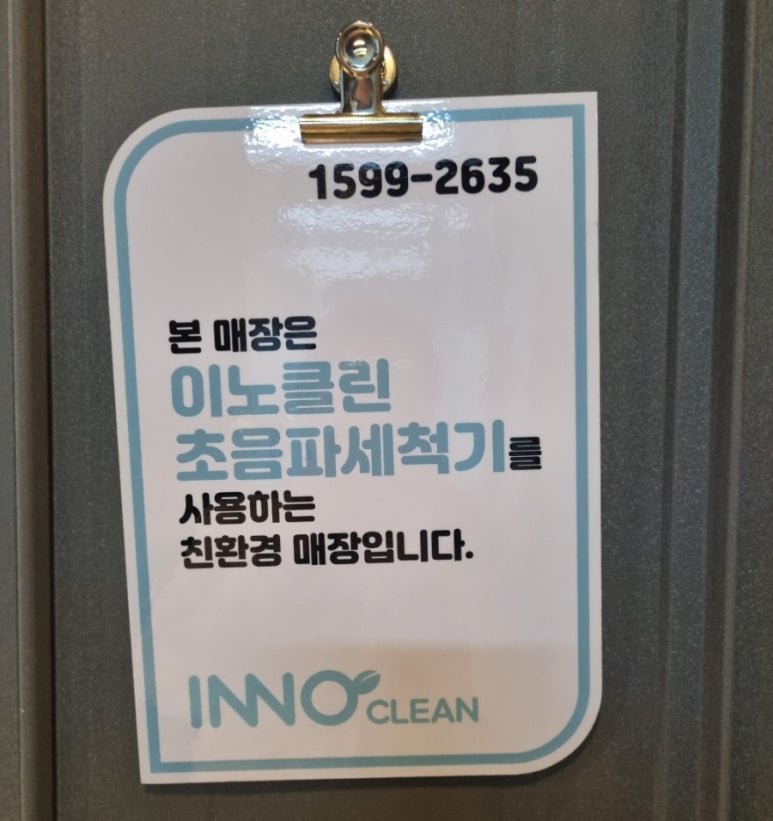 1599-2635
본 매장은
이노클린
초음파세척기를
사용하는
친환경 매장입니다.
INNO CLEAN